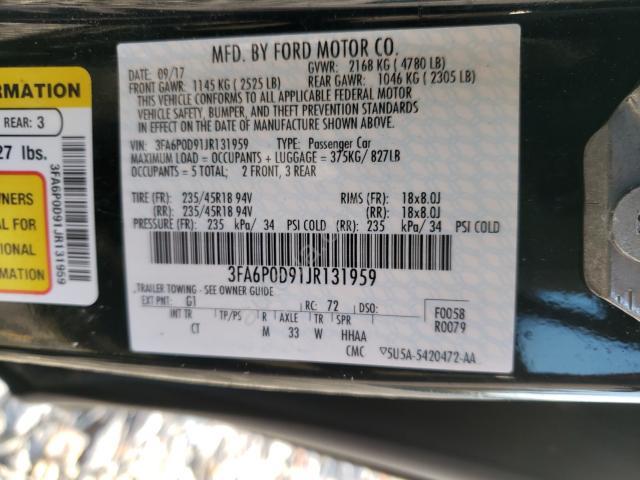 ORMATION
REAR: 3
27 lbs.
OWNERS
AL FOR
TIONAL
RMATION
3FA6P0D91JR131959
MFD. BY FORD MOTOR CO.
DATE: 09/17 GVWR: 2168 KG ( 4780 LB)
FRONT GAWR: 1145 KG ( 2525 LB) REAR GAWR: 1046 KG ( 2305 LB)
THIS VEHICLE CONFORMS TO ALL APPLICABLE FEDERAL MOTOR
VEHICLE SAFETY, BUMPER, AND THEFT PREVENTION STANDARDS
IN EFFECT ON THE DATE OF MANUFACTURE SHOWN ABOVE.
VIN: 3FA6P0D91JR131959 TYPE: Passenger Car
MAXIMUM LOAD = OCCUPANTS + LUGGAGE = 375KG/ 827LB
OCCUPANTS = 5 TOTAL; 2 FRONT, 3 REAR
TIRE (FR): 235/45R18 94V RIMS (FR): 18x8.0J
(RR): 235/45R18 94V (RR): 18x8.0J
PRESSURE (FR): 235 kPa/ 34 PSI COLD (RR): 235 kPa/ 34 PSI COLD
3FA6P0D91JR131959
TRAILER TOWING - SEE OWNER GUIDE
EXT PNT: G1 RC: 72 DSO: F0058
INT TR TP/PS R AXLE TR SPR R0079
CT M 33 W HHAA
CMC ▽5U5A-5420472-AA